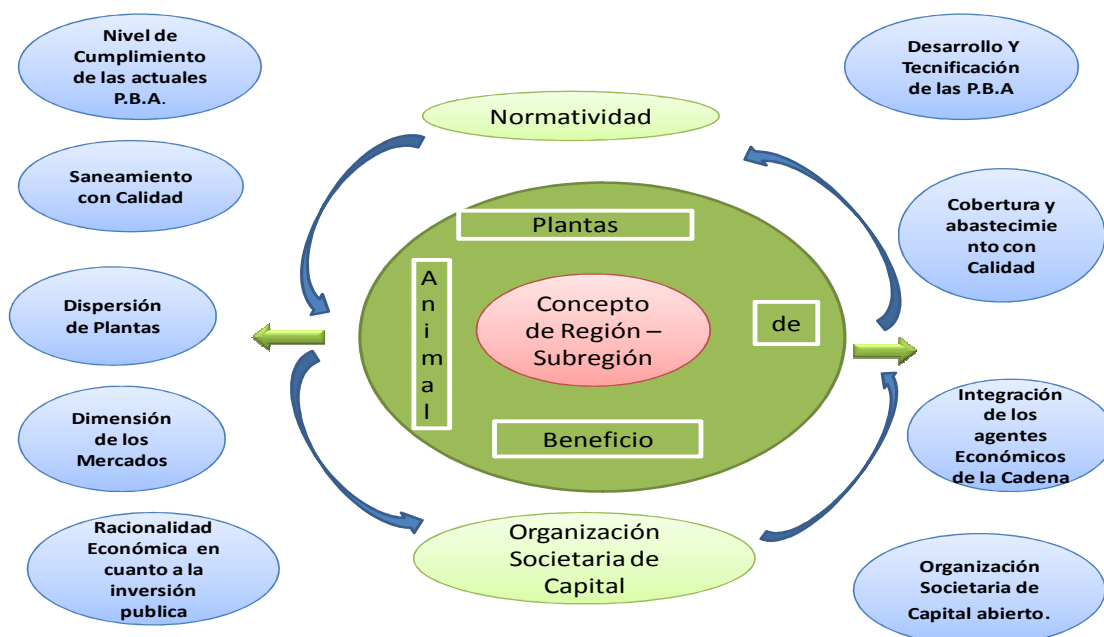 Nivel de
Cumplimiento
de las actuales
P.B.A.
Saneamiento
con Calidad
Dispersión
de Plantas
Dimensión
de los
Mercados
Racionalidad
Económica en
cuanto a la
inversión
publica
Normatividad
Plantas
de
Beneficio
Animal
Concepto
de Región –
Subregión
Organización
Societaria de
Capital
Desarrollo Y
Tecnificación
de las P.B.A
Cobertura y
abastecimie
nto con
Calidad
Integración
de los
agentes
Económicos
de la Cadena
Organización
Societaria de
Capital abierto.